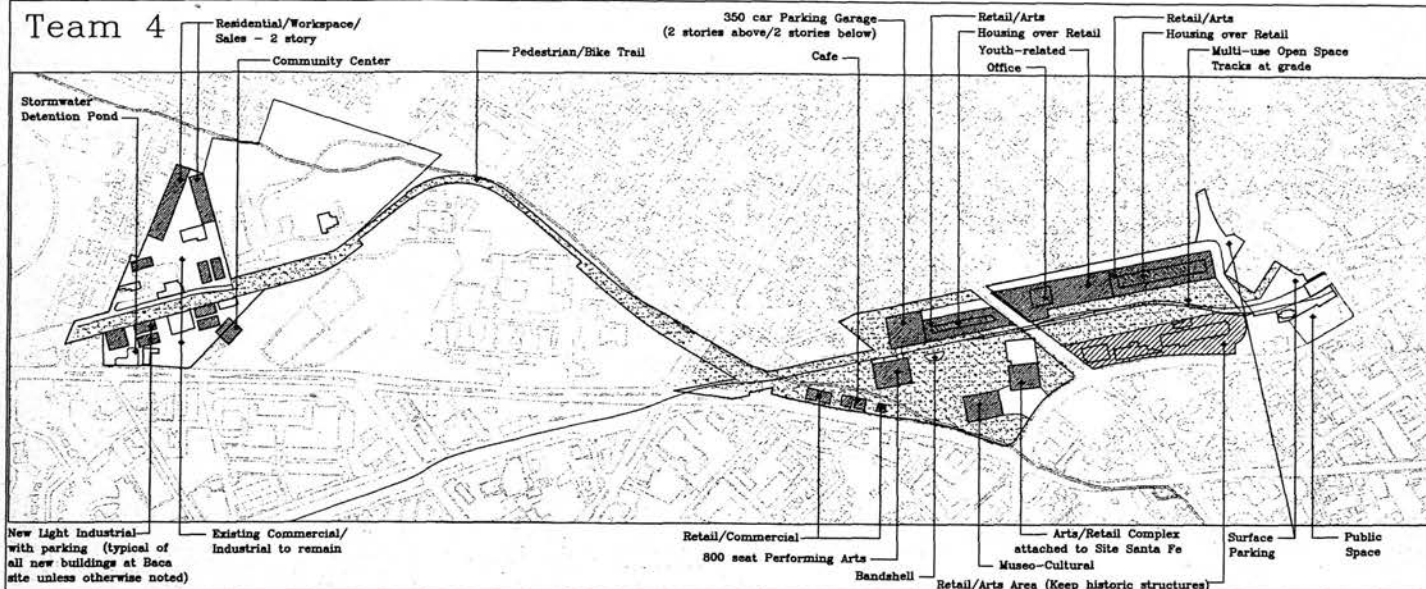 Team 4
Residential/Workspace/
Sales - 2 story
Community Center
Pedestrian/Bike Trail
Stormwater
Detention Pond
350 car Parking Garage
(2 stories above/2 stories below)
Cafe
Retail/Arts
Housing over Retail
Youth-related
Office
Retail/Arts
Housing over Retail
Multi-use Open Space
Tracks at grade
New Light Industrial
with parking (typical of
all new buildings at Baca
site unless otherwise noted)
Existing Commercial/
Industrial to remain
Retail/Commercial
800 seat Performing Arts
Bandshell
Arts/Retail Complex
attached to Site Santa Fe
Museo-Cultural
Retail/Arts Area (Keep historic structures)
Surface
Parking
Public
Space